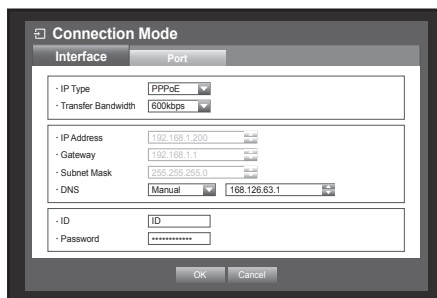 Connection Mode
Interface Port
· IP Type PPPoE
· Transfer Bandwidth 600kbps
· IP Address 192.168.1.200
· Gateway 192.168.1.1
· Subnet Mask 255.255.255.0
· DNS Manual 168.126.63.1
· ID ID
· Password ************
OK Cancel